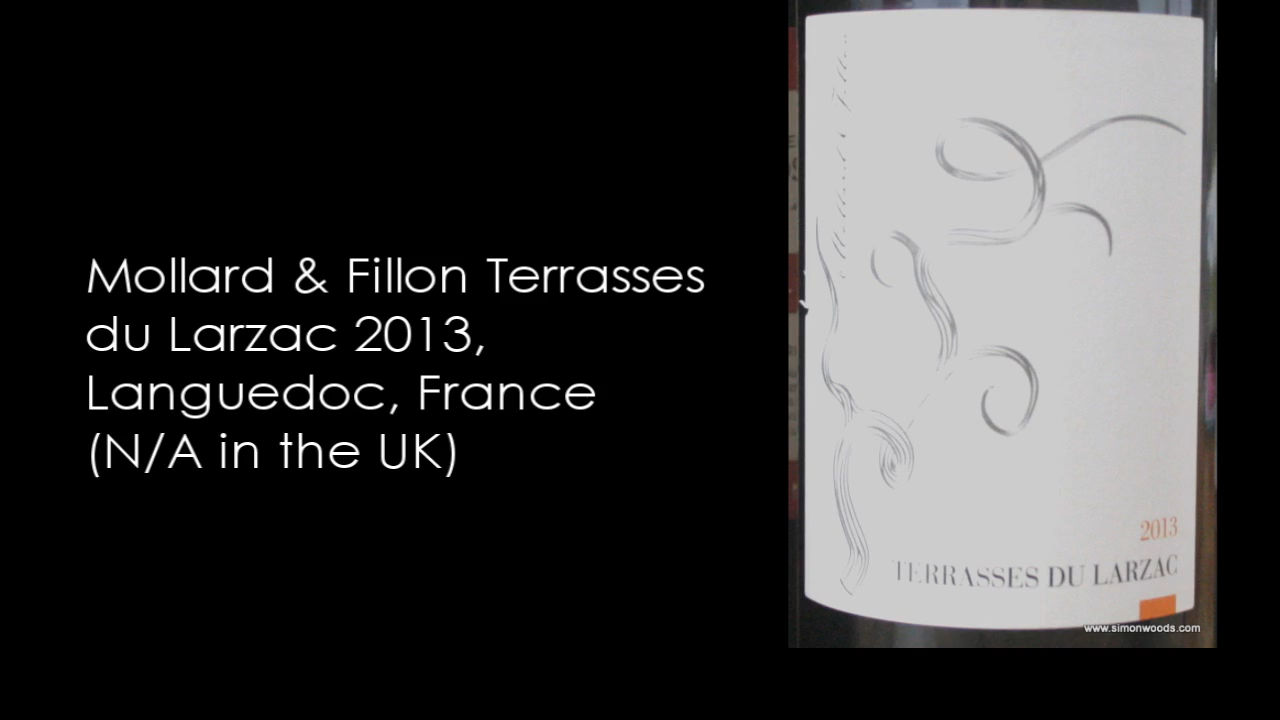 Mollard & Fillon Terrasses
du Larzac 2013,
Languedoc, France
(N/A in the UK)
2013
TERRASSES DU LARZAC
www.simonwoods.com